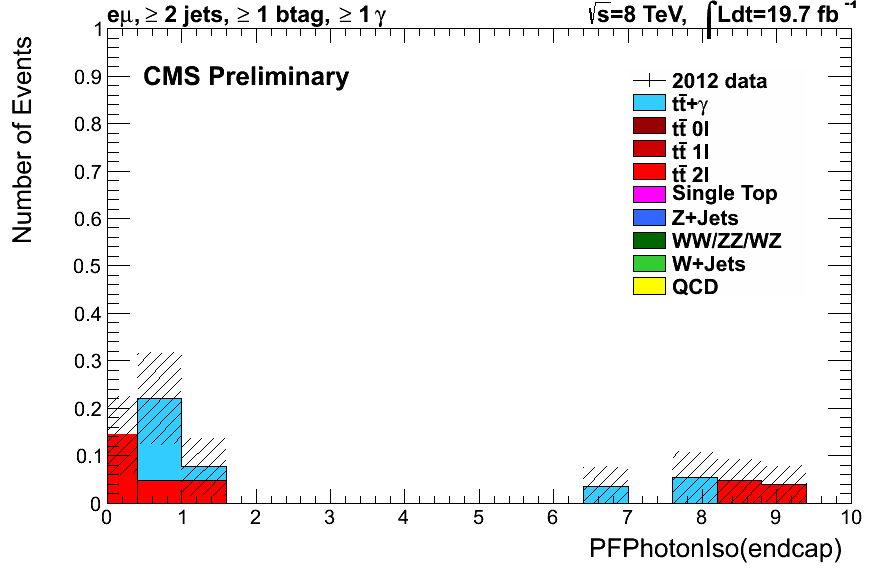 eμ, ≥ 2 jets, ≥ 1 btag, ≥ 1 γ
√s=8 TeV, ∫Ldt=19.7 fb⁻¹
CMS Preliminary
2012 data
tt̄+γ
tt̄ 0l
tt̄ 1l
tt̄ 2l
Single Top
Z+Jets
WW/ZZ/WZ
W+Jets
QCD
Number of Events
1
0.9
0.8
0.7
0.6
0.5
0.4
0.3
0.2
0.1
0
0 1 2 3 4 5 6 7 8 9 10
PFPhotonIso(endcap)